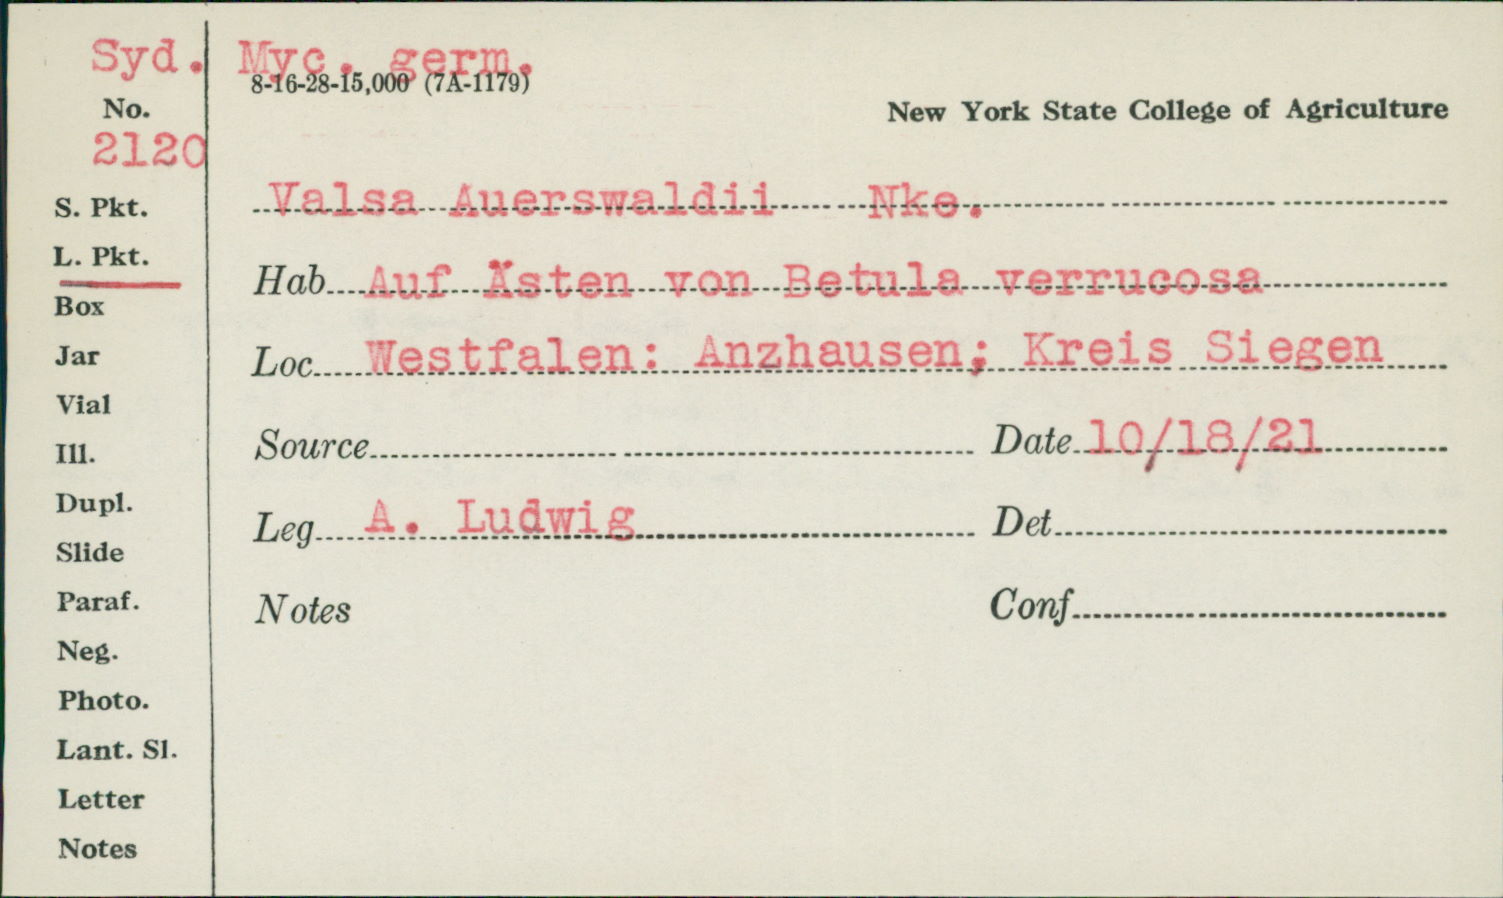 Syd. Myc. germ.
8-16-28-15,000 (7A-1179)
No.
New York State College of Agriculture
2120
Valsa Auerswaldii Nke.
S. Pkt.
L. Pkt.
Hab Auf Ästen von Betula verrucosa
Box
Jar
Loc Westfalen: Anzhausen; Kreis Siegen
Vial
Source Date 10/18/21
Ill.
Dupl.
Leg A. Ludwig Det
Slide
Paraf.
Notes Conf
Neg.
Photo.
Lant. Sl.
Letter
Notes